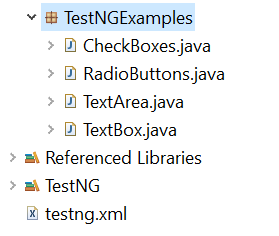 TestNGExamples
CheckBoxes.java
RadioButtons.java
TextArea.java
TextBox.java
Referenced Libraries
TestNG
testng.xml